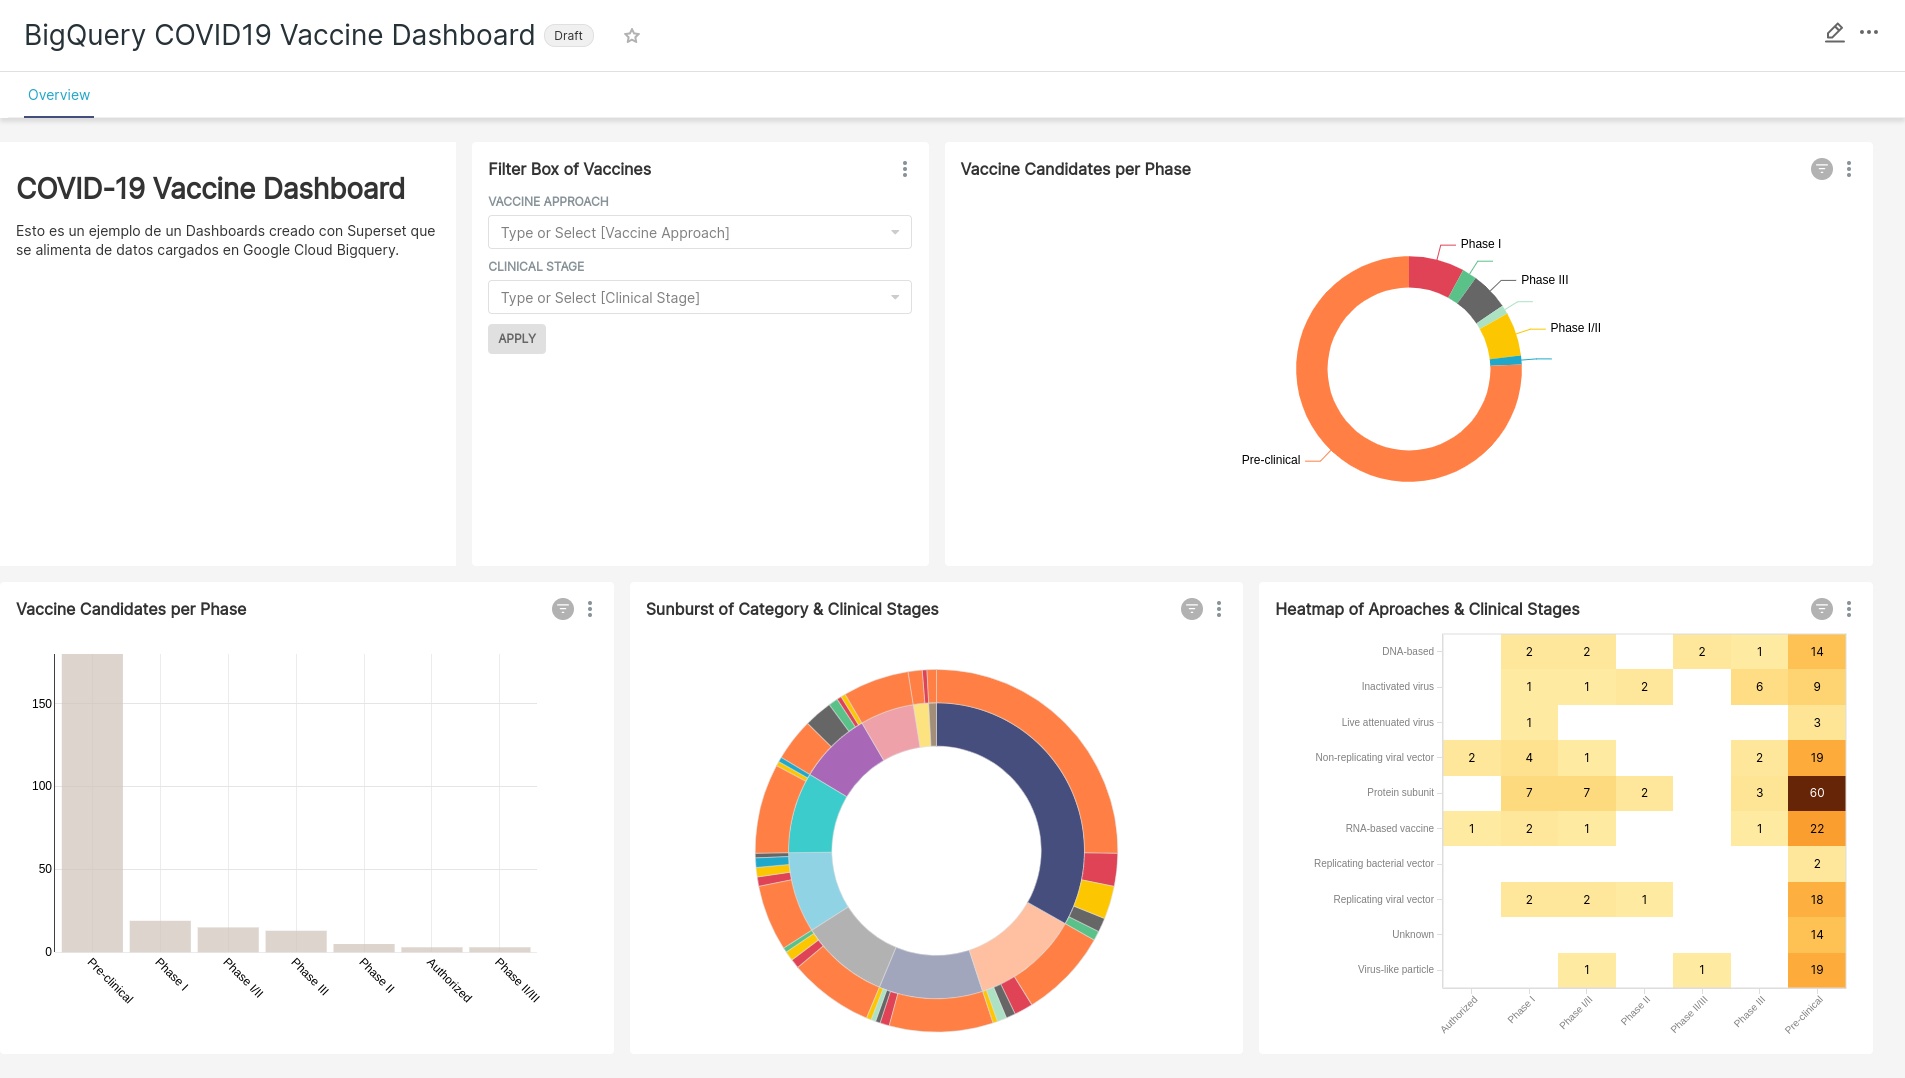 BigQuery COVID19 Vaccine Dashboard
Draft
Overview
COVID-19 Vaccine Dashboard
Esto es un ejemplo de un Dashboards creado con Superset que
se alimenta de datos cargados en Google Cloud Bigquery.
Filter Box of Vaccines
VACCINE APPROACH
Type or Select [Vaccine Approach]
CLINICAL STAGE
Type or Select [Clinical Stage]
APPLY
Vaccine Candidates per Phase
Phase I
Phase III
Phase I/II
Pre-clinical
Vaccine Candidates per Phase
150
100
50
0
Pre-clinical
Phase I
Phase I/II
Phase III
Phase II
Authorized
Phase II/III
Sunburst of Category & Clinical Stages
Heatmap of Aproaches & Clinical Stages
DNA-based 2 2 2 1 14
Inactivated virus 1 1 2 6 9
Live attenuated virus 1 3
Non-replicating viral vector 2 4 1 2 19
Protein subunit 7 7 2 3 60
RNA-based vaccine 1 2 1 1 22
Replicating bacterial vector 2
Replicating viral vector 2 2 1 18
Unknown 14
Virus-like particle 1 1 19
Authorized
Phase I
Phase I/II
Phase II
Phase II/III
Phase III
Pre-clinical